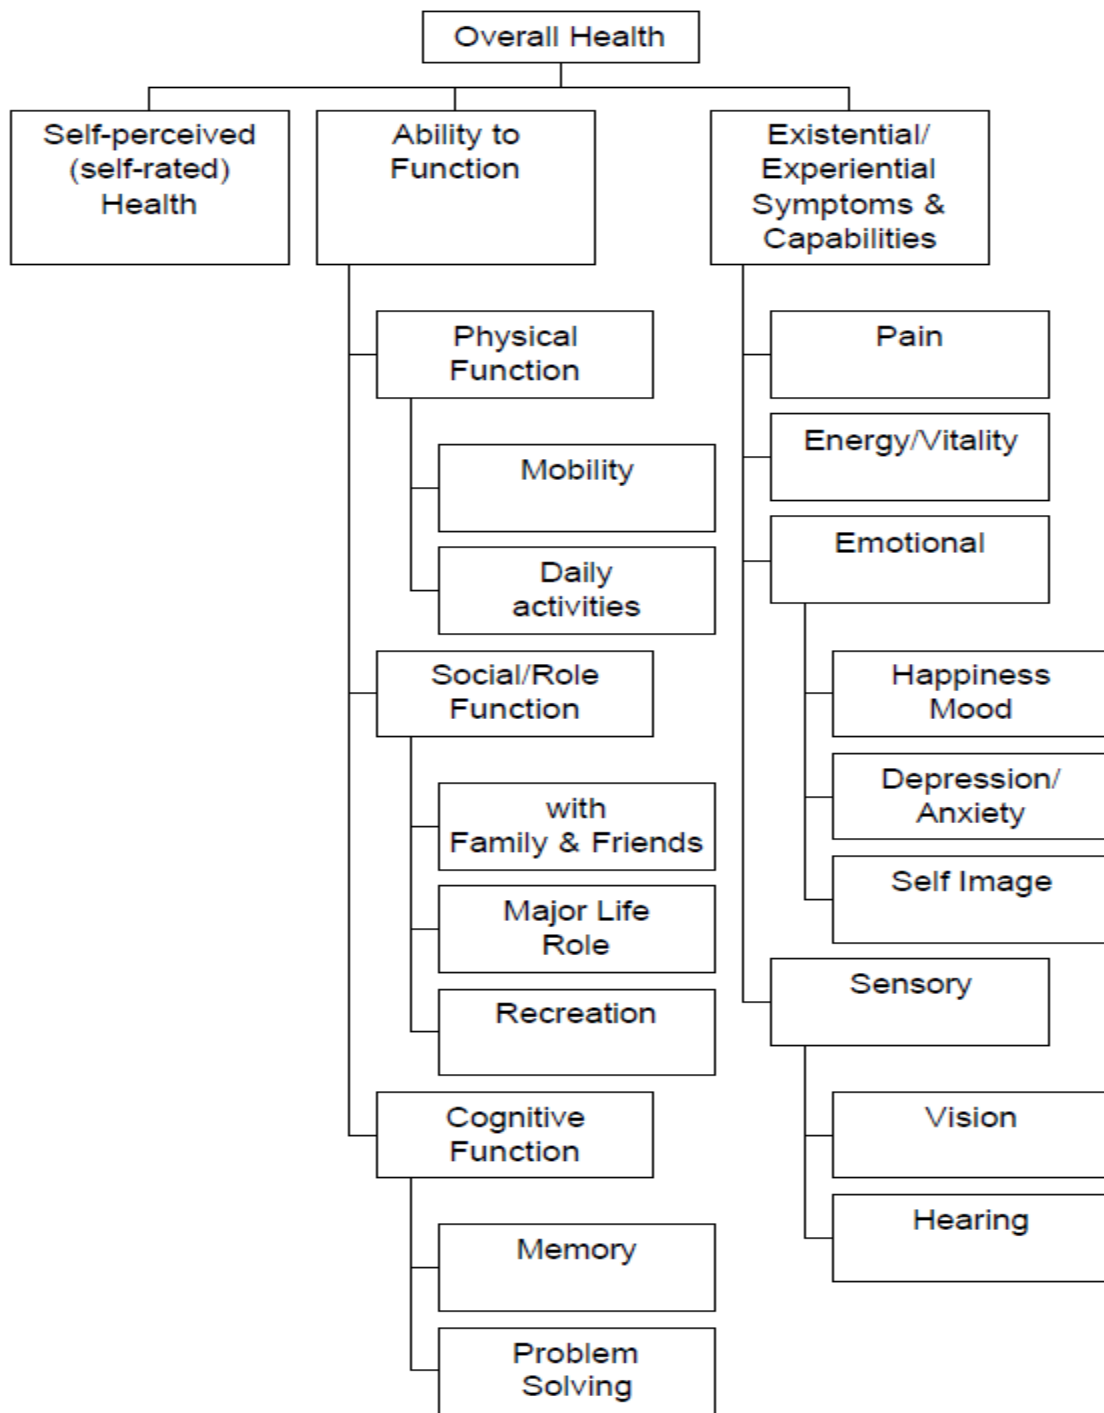 Overall Health
Self-perceived
(self-rated)
Health
Ability to
Function
Existential/
Experiential
Symptoms &
Capabilities
Physical
Function
Mobility
Daily
activities
Social/Role
Function
with
Family & Friends
Major Life
Role
Recreation
Cognitive
Function
Memory
Problem
Solving
Pain
Energy/Vitality
Emotional
Happiness
Mood
Depression/
Anxiety
Self Image
Sensory
Vision
Hearing